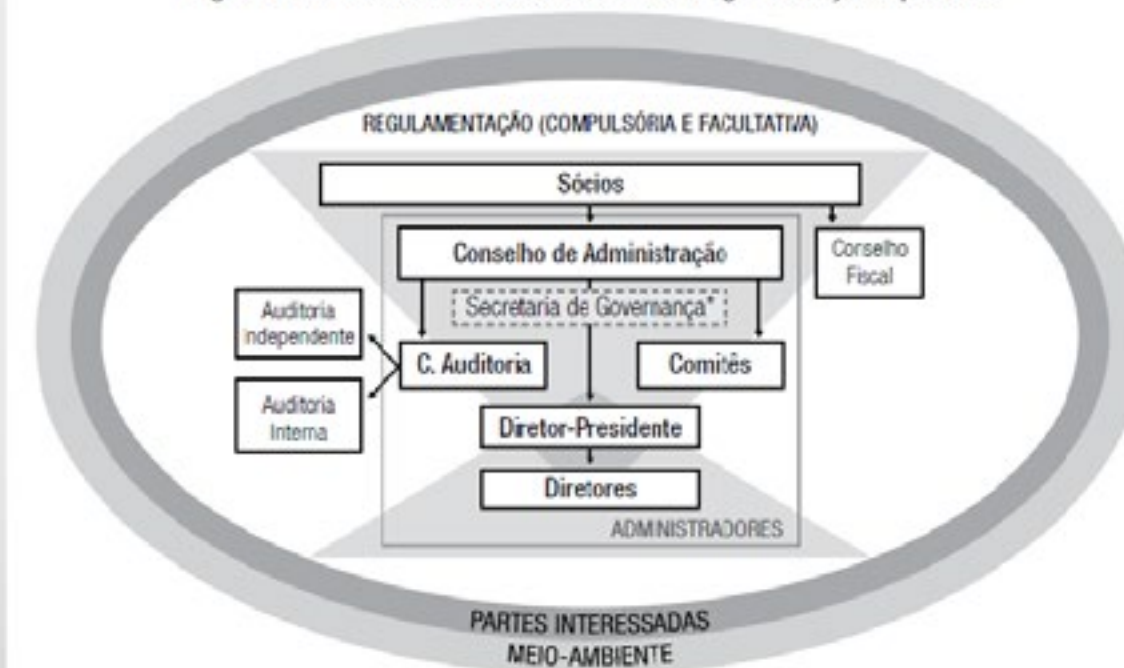 REGULAMENTAÇÃO (COMPULSÓRIA E FACULTATIVA)
Sócios
Conselho de Administração
Conselho
Fiscal
Secretaria de Governança*
Auditoria
Independente
C. Auditoria
Comitês
Auditoria
Interna
Diretor-Presidente
Diretores
ADMINISTRADORES
PARTES INTERESSADAS
MEIO-AMBIENTE